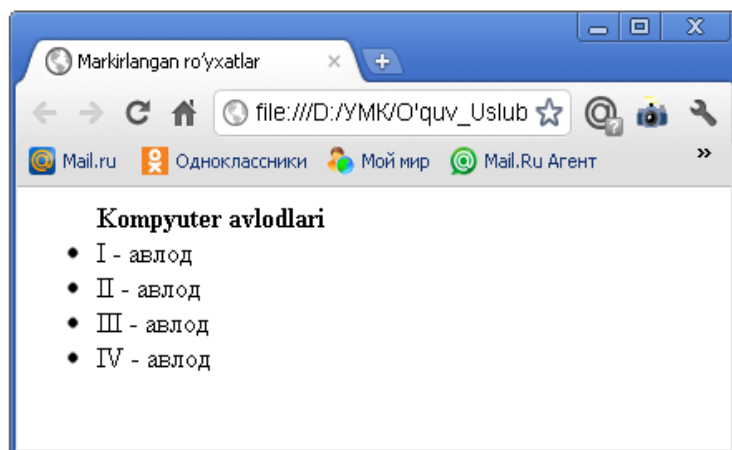 Markirlangan ro'yxatlar
file:///D:/УМК/O'quv_Uslub
Mail.ru Одноклассники Мой мир Mail.Ru Агент »
Kompyuter avlodlari
• I - авлод
• II - авлод
• III - авлод
• IV - авлод